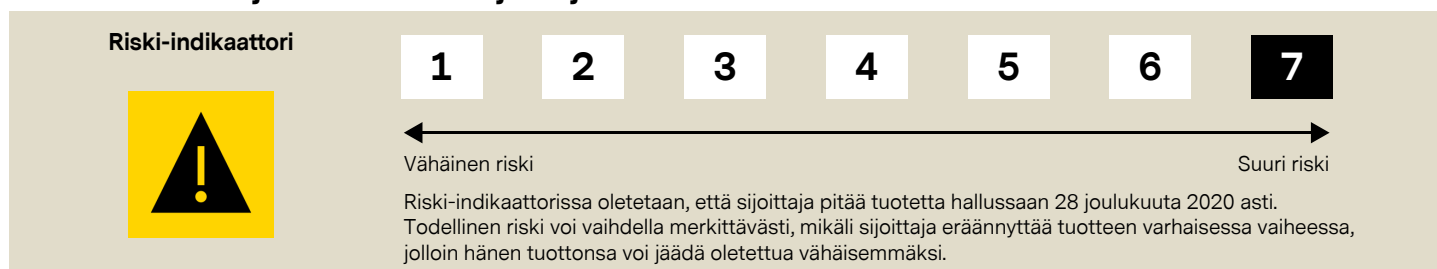 Riski-indikaattori
1 2 3 4 5 6 7
Vähäinen riski Suuri riski
Riski-indikaattorissa oletetaan, että sijoittaja pitää tuotetta hallussaan 28 joulukuuta 2020 asti.
Todellinen riski voi vaihdella merkittävästi, mikäli sijoittaja eräännyttää tuotteen varhaisessa vaiheessa,
jolloin hänen tuottonsa voi jäädä oletettua vähäisemmäksi.